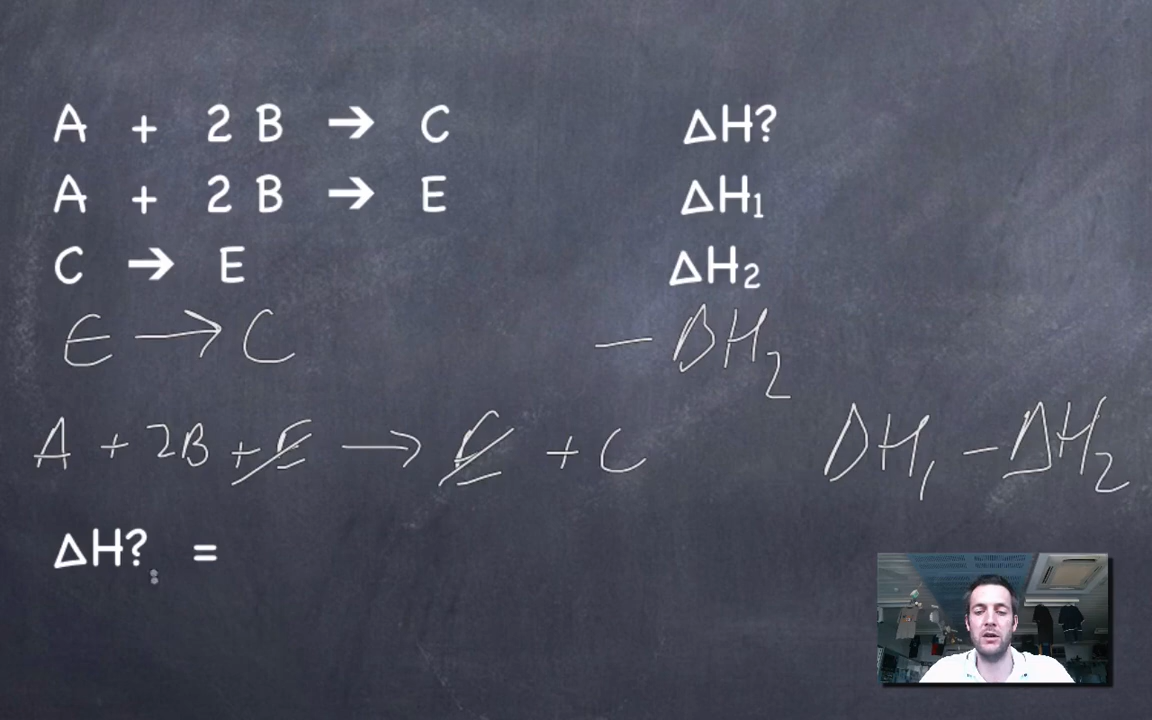 A + 2 B → C ΔH?
A + 2 B → E ΔH₁
C → E ΔH₂
E → C - ΔH₂
A + 2B + E → E + C ΔH₁ - ΔH₂
ΔH? =